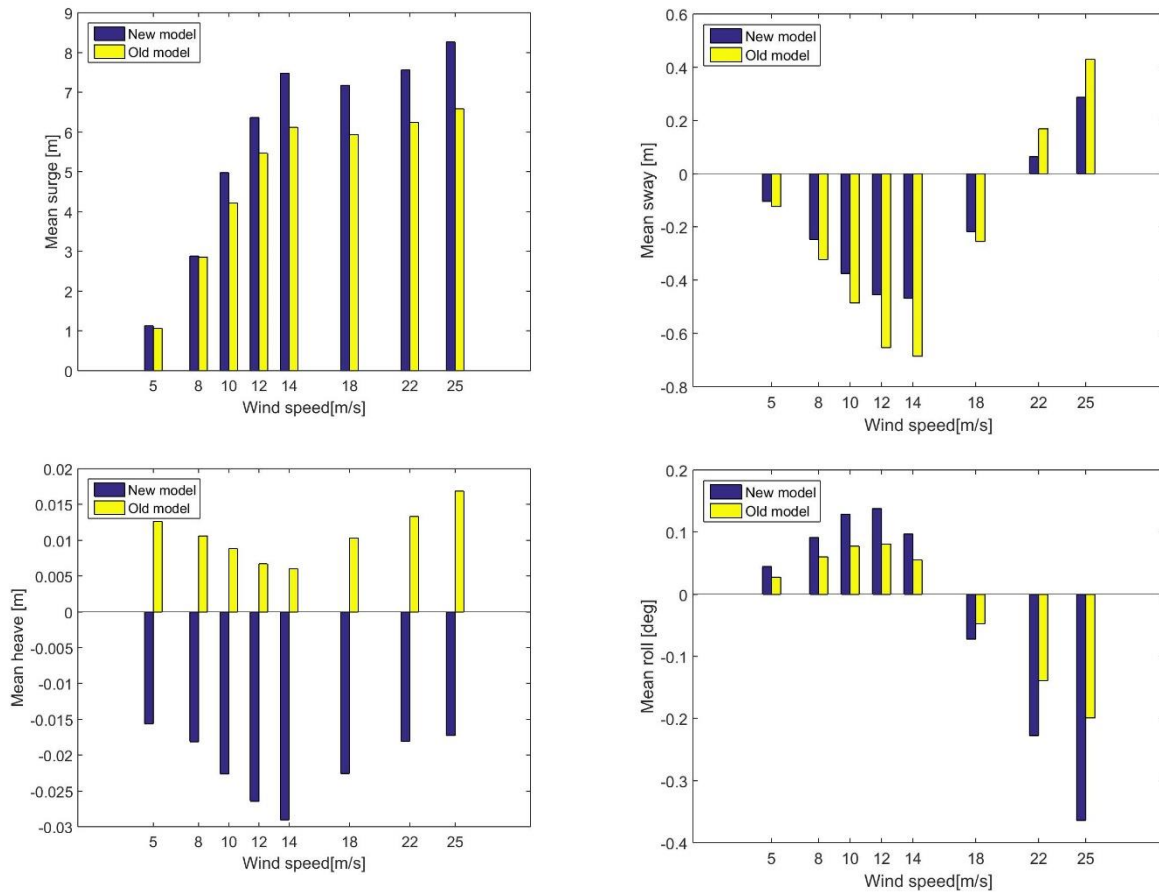 9
8
7
6
5
4
3
2
1
0
Mean surge [m]
New model
Old model
5 8 10 12 14 18 22 25
Wind speed[m/s]
0.6
0.4
0.2
0
-0.2
-0.4
-0.6
-0.8
Mean sway [m]
New model
Old model
5 8 10 12 14 18 22 25
Wind speed[m/s]
0.02
0.015
0.01
0.005
0
-0.005
-0.01
-0.015
-0.02
-0.025
-0.03
Mean heave [m]
New model
Old model
5 8 10 12 14 18 22 25
Wind speed[m/s]
0.2
0.1
0
-0.1
-0.2
-0.3
-0.4
Mean roll [deg]
New model
Old model
5 8 10 12 14 18 22 25
Wind speed[m/s]